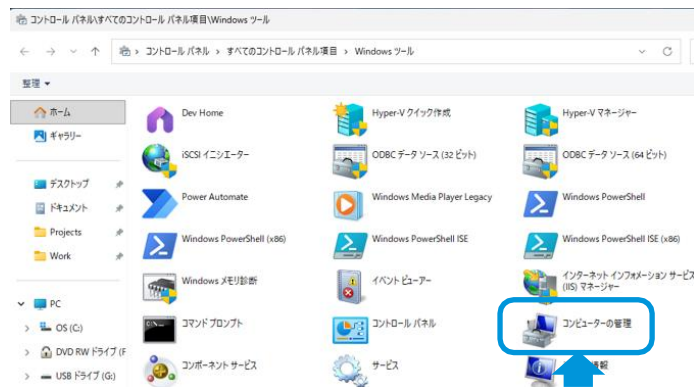 コントロール パネル\すべてのコントロール パネル項目\Windows ツール
コントロール パネル › すべてのコントロール パネル項目 › Windows ツール
整理
ホーム
ギャラリー
デスクトップ
ドキュメント
Projects
Work
PC
OS (C:)
DVD RW ドライブ (F
USB ドライブ (G:)
Dev Home
Hyper-V クイック作成
Hyper-V マネージャー
iSCSI イニシエーター
ODBC データ ソース (32 ビット)
ODBC データ ソース (64 ビット)
Power Automate
Windows Media Player Legacy
Windows PowerShell
Windows PowerShell (x86)
Windows PowerShell ISE
Windows PowerShell ISE (x86)
Windows メモリ診断
イベント ビューアー
インターネット インフォメーション サービス
(IIS) マネージャー
コマンド プロンプト
コントロール パネル
コンピューターの管理
コンポーネント サービス
サービス
情報